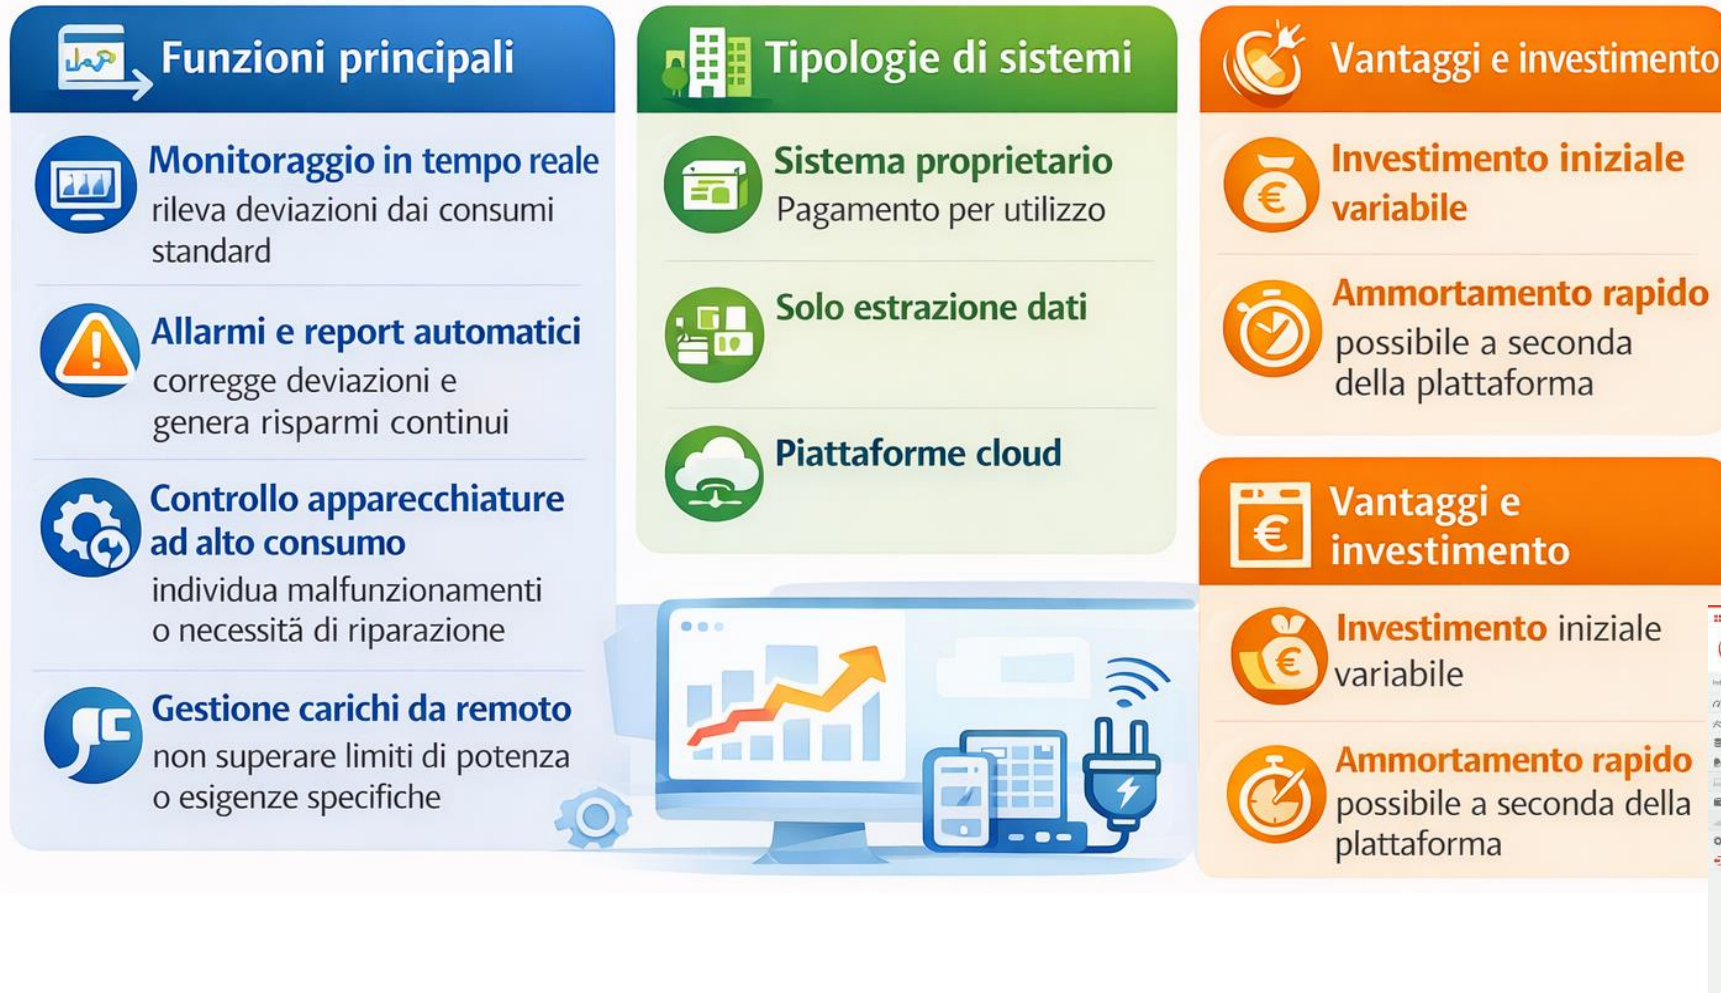 Funzioni principali
Monitoraggio in tempo reale
rileva deviazioni dai consumi
standard
Allarmi e report automatici
corregge deviazioni e
genera risparmi continui
Controllo apparecchiature
ad alto consumo
individua malfunzionamenti
o necessitä di riparazione
Gestione carichi da remoto
non superare limiti di potenza
o esigenze specifiche
Tipologie di sistemi
Sistema proprietario
Pagamento per utilizzo
Solo estrazione dati
Piattaforme cloud
Vantaggi e investimento
Investimento iniziale
variabile
Ammortamento rapido
possibile a seconda
della plattaforma
€
Vantaggi e
investimento
€
Investimento iniziale
variabile
€
Ammortamento rapido
possibile a seconda della
plattaforma